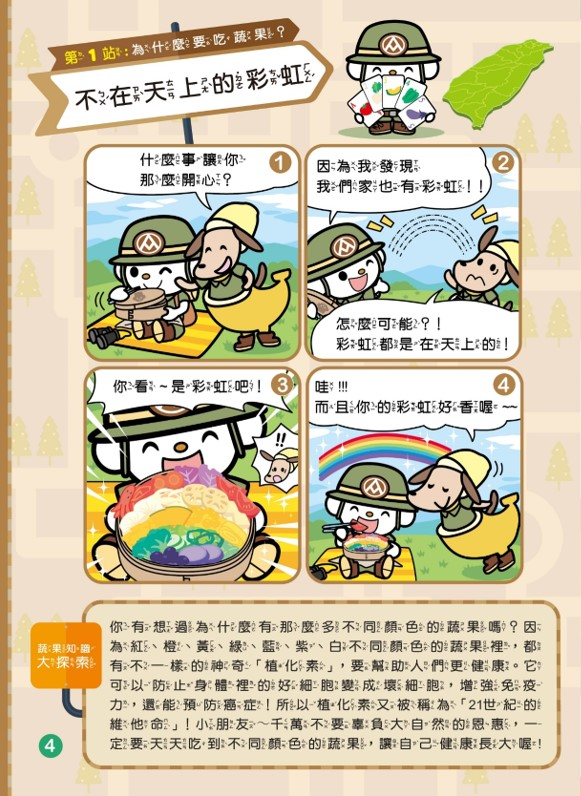 第1站:為什麼要吃蔬果?
不在天上的彩虹
1
什麼事讓你
那麼開心?
2
因為我發現
我們家也有彩虹!!
怎麼可能?!
彩虹都是在天上的!
3
你看~是彩虹吧!
!!
4
哇!!!
而且你的彩虹好香喔~~
蔬果知識
大探索
你有想過為什麼有那麼多不同顏色的蔬果嗎?因
為紅、橙、黃、綠、藍、紫、白不同顏色的蔬果裡,都
有不一樣的神奇「植化素」,要幫助人們更健康。它
可以防止身體裡的好細胞變成壞細胞,增強免疫
力,還能預防癌症!所以植化素又被稱為「21世紀的
維他命」!小朋友~千萬不要辜負大自然的恩惠,一
定要天天吃到不同顏色的蔬果,讓自己健康長大喔!
4